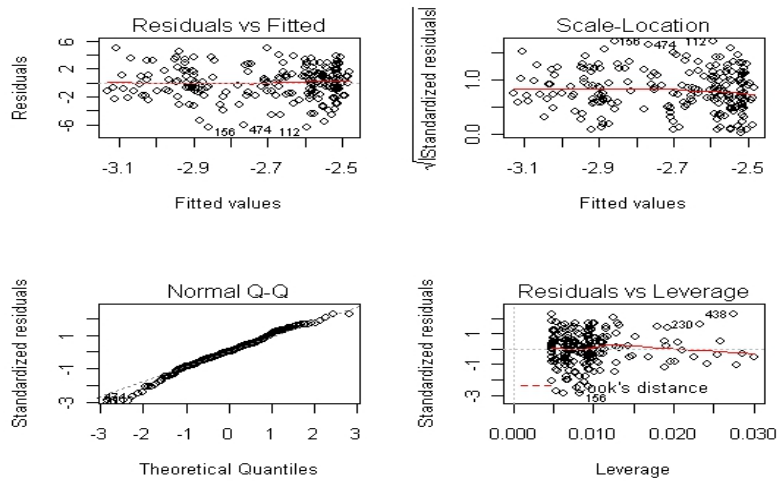 Residuals vs Fitted
Residuals
6
2
-2
-6
156 474 112
-3.1 -2.9 -2.7 -2.5
Fitted values
Scale-Location
√|Standardized residuals|
1.0
0.0
156 474 112
-3.1 -2.9 -2.7 -2.5
Fitted values
Normal Q-Q
Standardized residuals
1
-1
-3
-3 -2 -1 0 1 2 3
Theoretical Quantiles
Residuals vs Leverage
Standardized residuals
1
-1
-3
438
230
Cook's distance
156
0.000 0.010 0.020 0.030
Leverage